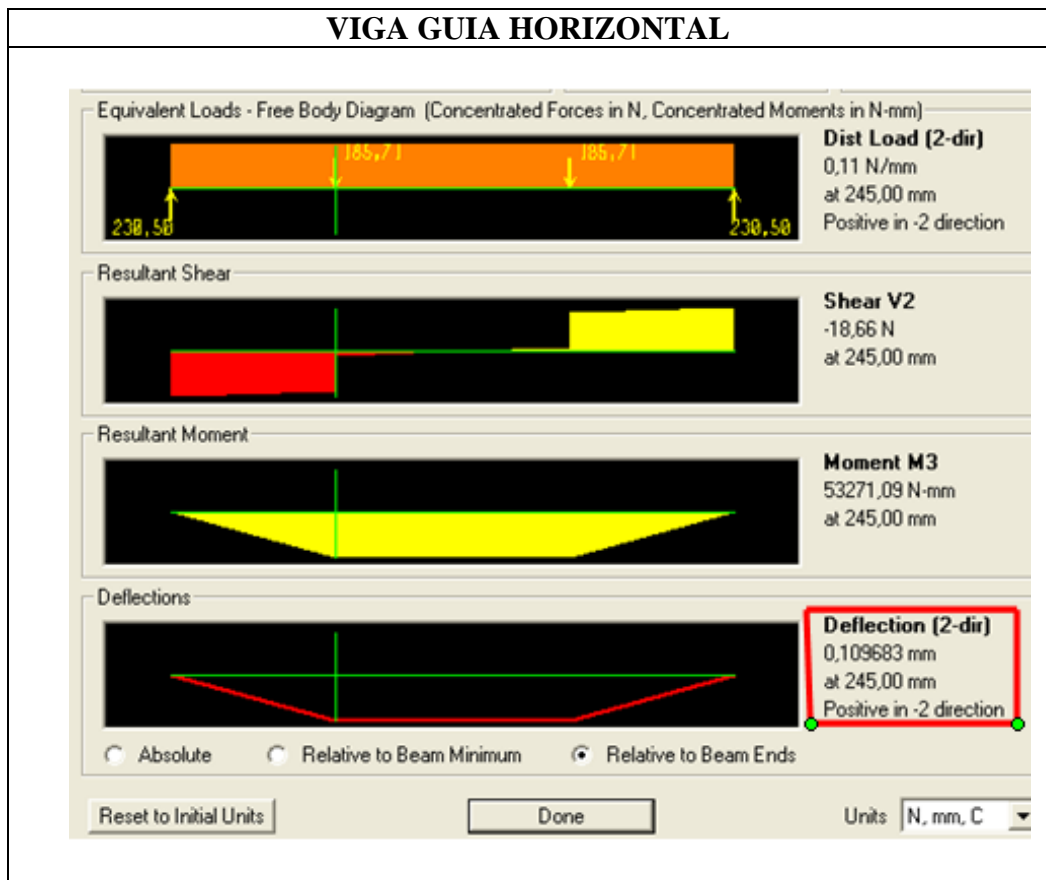 VIGA GUIA HORIZONTAL
Equivalent Loads - Free Body Diagram (Concentrated Forces in N, Concentrated Moments in N-mm)
185,71
185,71
230,50
230,50
Dist Load (2-dir)
0,11 N/mm
at 245,00 mm
Positive in -2 direction
Resultant Shear
Shear V2
-18,66 N
at 245,00 mm
Resultant Moment
Moment M3
53271,09 N-mm
at 245,00 mm
Deflections
Deflection (2-dir)
0,109683 mm
at 245,00 mm
Positive in -2 direction
Absolute
Relative to Beam Minimum
Relative to Beam Ends
Reset to Initial Units
Done
Units
N, mm, C